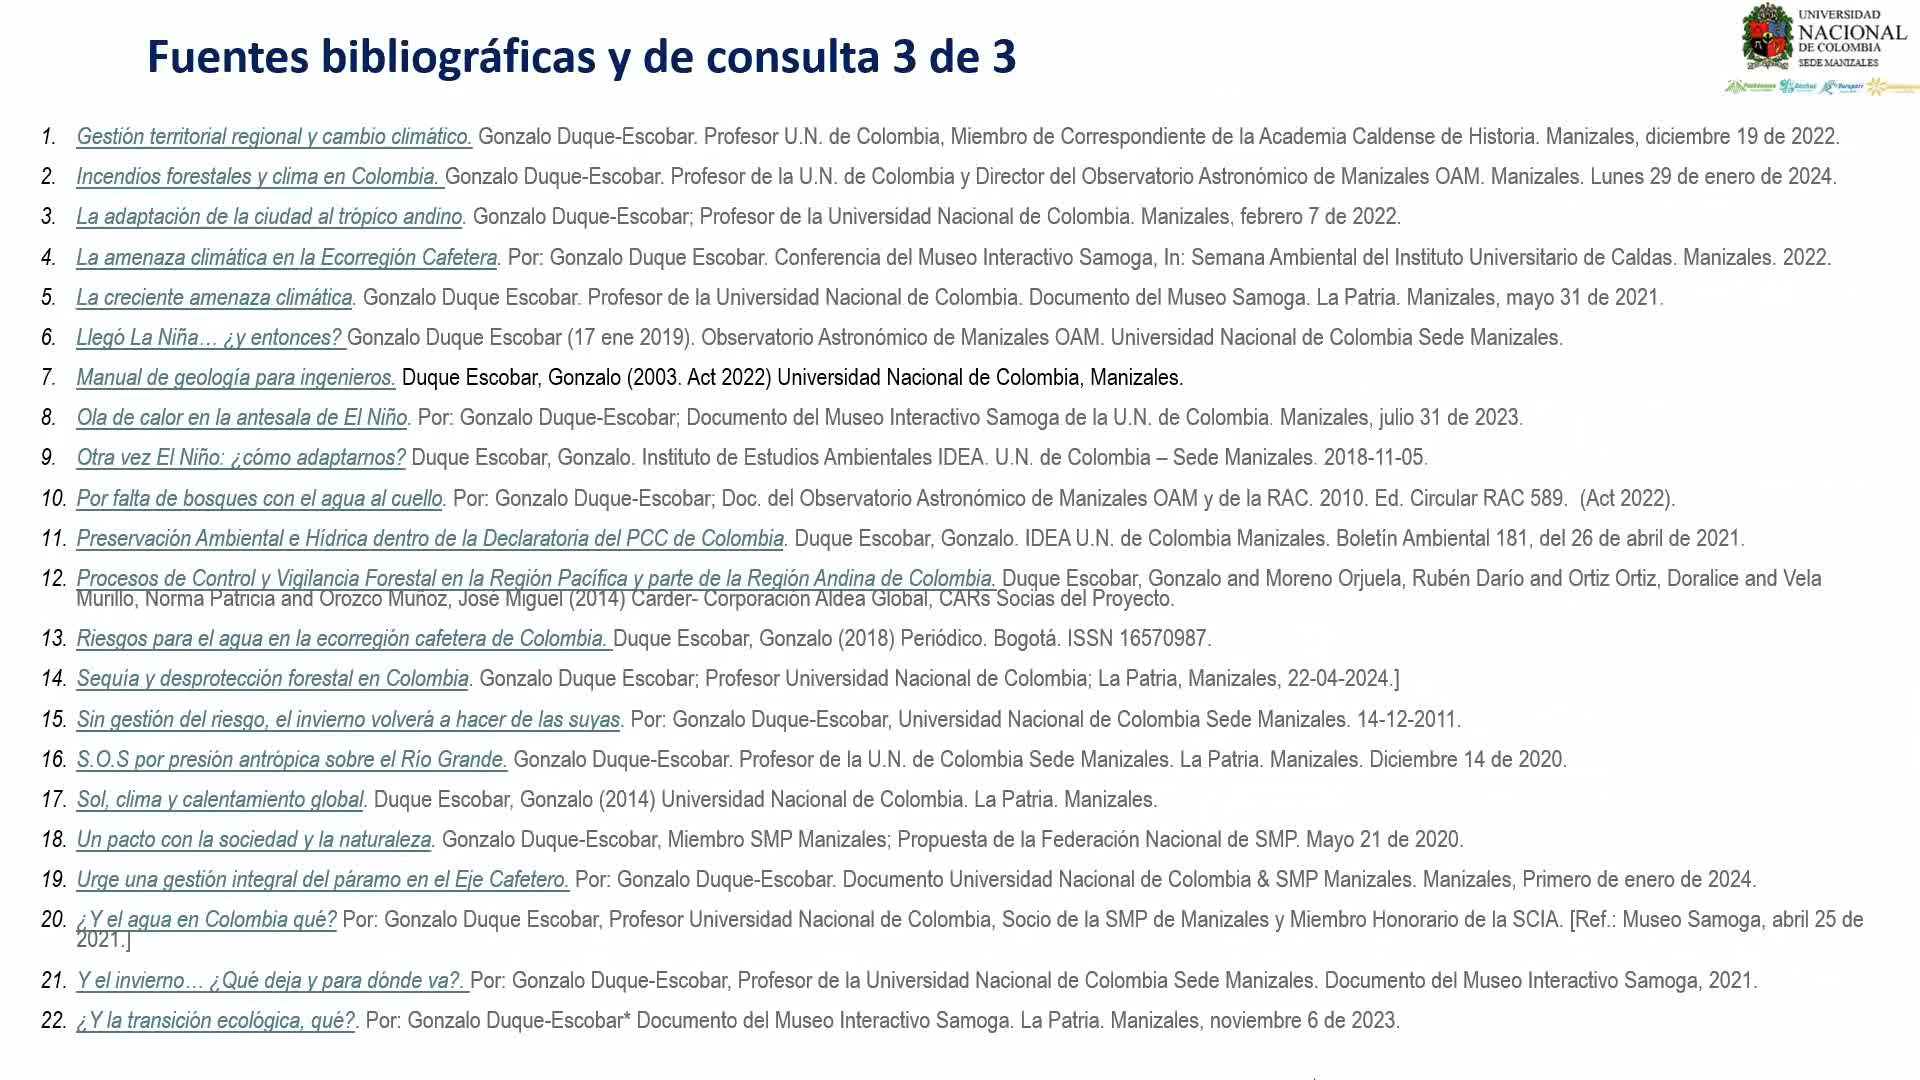 UNIVERSIDAD
NACIONAL
DE COLOMBIA
SEDE MANIZALES
Fuentes bibliográficas y de consulta 3 de 3
1. Gestión territorial regional y cambio climático. Gonzalo Duque-Escobar. Profesor U.N. de Colombia, Miembro de Correspondiente de la Academia Caldense de Historia. Manizales, diciembre 19 de 2022.
2. Incendios forestales y clima en Colombia. Gonzalo Duque-Escobar. Profesor de la U.N. de Colombia y Director del Observatorio Astronómico de Manizales OAM. Manizales. Lunes 29 de enero de 2024.
3. La adaptación de la ciudad al trópico andino. Gonzalo Duque-Escobar; Profesor de la Universidad Nacional de Colombia. Manizales, febrero 7 de 2022.
4. La amenaza climática en la Ecorregión Cafetera. Por: Gonzalo Duque Escobar. Conferencia del Museo Interactivo Samoga, In: Semana Ambiental del Instituto Universitario de Caldas. Manizales. 2022.
5. La creciente amenaza climática. Gonzalo Duque Escobar. Profesor de la Universidad Nacional de Colombia. Documento del Museo Samoga. La Patria. Manizales, mayo 31 de 2021.
6. Llegó La Niña… ¿y entonces? Gonzalo Duque Escobar (17 ene 2019). Observatorio Astronómico de Manizales OAM. Universidad Nacional de Colombia Sede Manizales.
7. Manual de geología para ingenieros. Duque Escobar, Gonzalo (2003. Act 2022) Universidad Nacional de Colombia, Manizales.
8. Ola de calor en la antesala de El Niño. Por: Gonzalo Duque-Escobar; Documento del Museo Interactivo Samoga de la U.N. de Colombia. Manizales, julio 31 de 2023.
9. Otra vez El Niño: ¿cómo adaptarnos? Duque Escobar, Gonzalo. Instituto de Estudios Ambientales IDEA. U.N. de Colombia – Sede Manizales. 2018-11-05.
10. Por falta de bosques con el agua al cuello. Por: Gonzalo Duque-Escobar; Doc. del Observatorio Astronómico de Manizales OAM y de la RAC. 2010. Ed. Circular RAC 589. (Act 2022).
11. Preservación Ambiental e Hídrica dentro de la Declaratoria del PCC de Colombia. Duque Escobar, Gonzalo. IDEA U.N. de Colombia Manizales. Boletín Ambiental 181, del 26 de abril de 2021.
12. Procesos de Control y Vigilancia Forestal en la Región Pacífica y parte de la Región Andina de Colombia. Duque Escobar, Gonzalo and Moreno Orjuela, Rubén Darío and Ortiz Ortiz, Doralice and Vela
Murillo, Norma Patricia and Orozco Muñoz, José Miguel (2014) Carder- Corporación Aldea Global, CARs Socias del Proyecto.
13. Riesgos para el agua en la ecorregión cafetera de Colombia. Duque Escobar, Gonzalo (2018) Periódico. Bogotá. ISSN 16570987.
14. Sequía y desprotección forestal en Colombia. Gonzalo Duque Escobar; Profesor Universidad Nacional de Colombia; La Patria, Manizales, 22-04-2024.]
15. Sin gestión del riesgo, el invierno volverá a hacer de las suyas. Por: Gonzalo Duque-Escobar, Universidad Nacional de Colombia Sede Manizales. 14-12-2011.
16. S.O.S por presión antrópica sobre el Río Grande. Gonzalo Duque-Escobar. Profesor de la U.N. de Colombia Sede Manizales. La Patria. Manizales. Diciembre 14 de 2020.
17. Sol, clima y calentamiento global. Duque Escobar, Gonzalo (2014) Universidad Nacional de Colombia. La Patria. Manizales.
18. Un pacto con la sociedad y la naturaleza. Gonzalo Duque-Escobar, Miembro SMP Manizales; Propuesta de la Federación Nacional de SMP. Mayo 21 de 2020.
19. Urge una gestión integral del páramo en el Eje Cafetero. Por: Gonzalo Duque-Escobar. Documento Universidad Nacional de Colombia & SMP Manizales. Manizales, Primero de enero de 2024.
20. ¿Y el agua en Colombia qué? Por: Gonzalo Duque Escobar, Profesor Universidad Nacional de Colombia, Socio de la SMP de Manizales y Miembro Honorario de la SCIA. [Ref.: Museo Samoga, abril 25 de
2021.]
21. Y el invierno… ¿Qué deja y para dónde va?. Por: Gonzalo Duque-Escobar, Profesor de la Universidad Nacional de Colombia Sede Manizales. Documento del Museo Interactivo Samoga, 2021.
22. ¿Y la transición ecológica, qué?. Por: Gonzalo Duque-Escobar* Documento del Museo Interactivo Samoga. La Patria. Manizales, noviembre 6 de 2023.